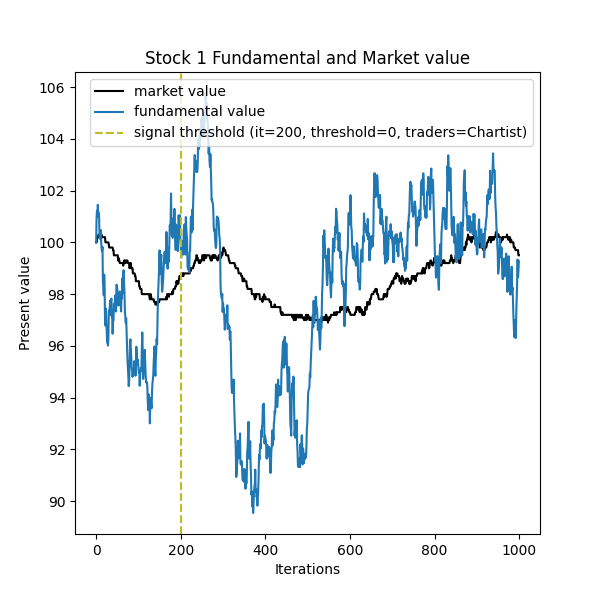 Stock 1 Fundamental and Market value
market value
fundamental value
signal threshold (it=200, threshold=0, traders=Chartist)
106
104
102
100
98
96
94
92
90
Present value
0 200 400 600 800 1000
Iterations